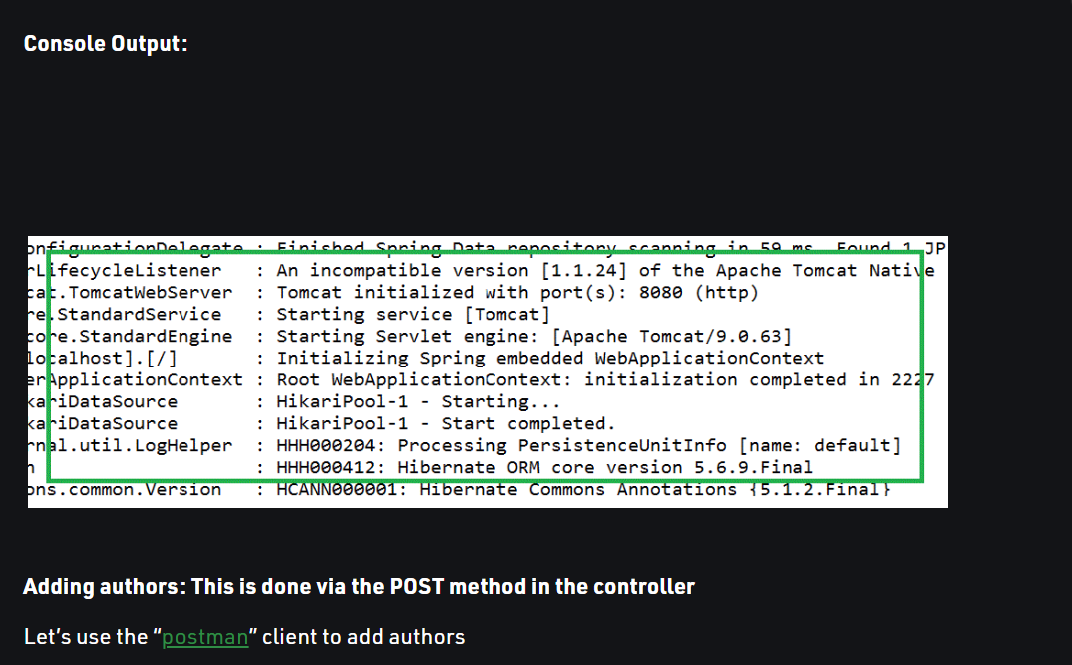 Console Output:
onfigurationDelegate : Finished Spring Data repository scanning in 59 ms. Found 1 JP
rLifecycleListener : An incompatible version [1.1.24] of the Apache Tomcat Native
cat.TomcatWebServer : Tomcat initialized with port(s): 8080 (http)
re.StandardService : Starting service [Tomcat]
core.StandardEngine : Starting Servlet engine: [Apache Tomcat/9.0.63]
localhost].[/] : Initializing Spring embedded WebApplicationContext
erApplicationContext : Root WebApplicationContext: initialization completed in 2227
kariDataSource : HikariPool-1 - Starting...
kariDataSource : HikariPool-1 - Start completed.
rnal.util.LogHelper : HHH000204: Processing PersistenceUnitInfo [name: default]
n : HHH000412: Hibernate ORM core version 5.6.9.Final
ons.common.Version : HCANN000001: Hibernate Commons Annotations {5.1.2.Final}
Adding authors: This is done via the POST method in the controller
Let’s use the “postman” client to add authors